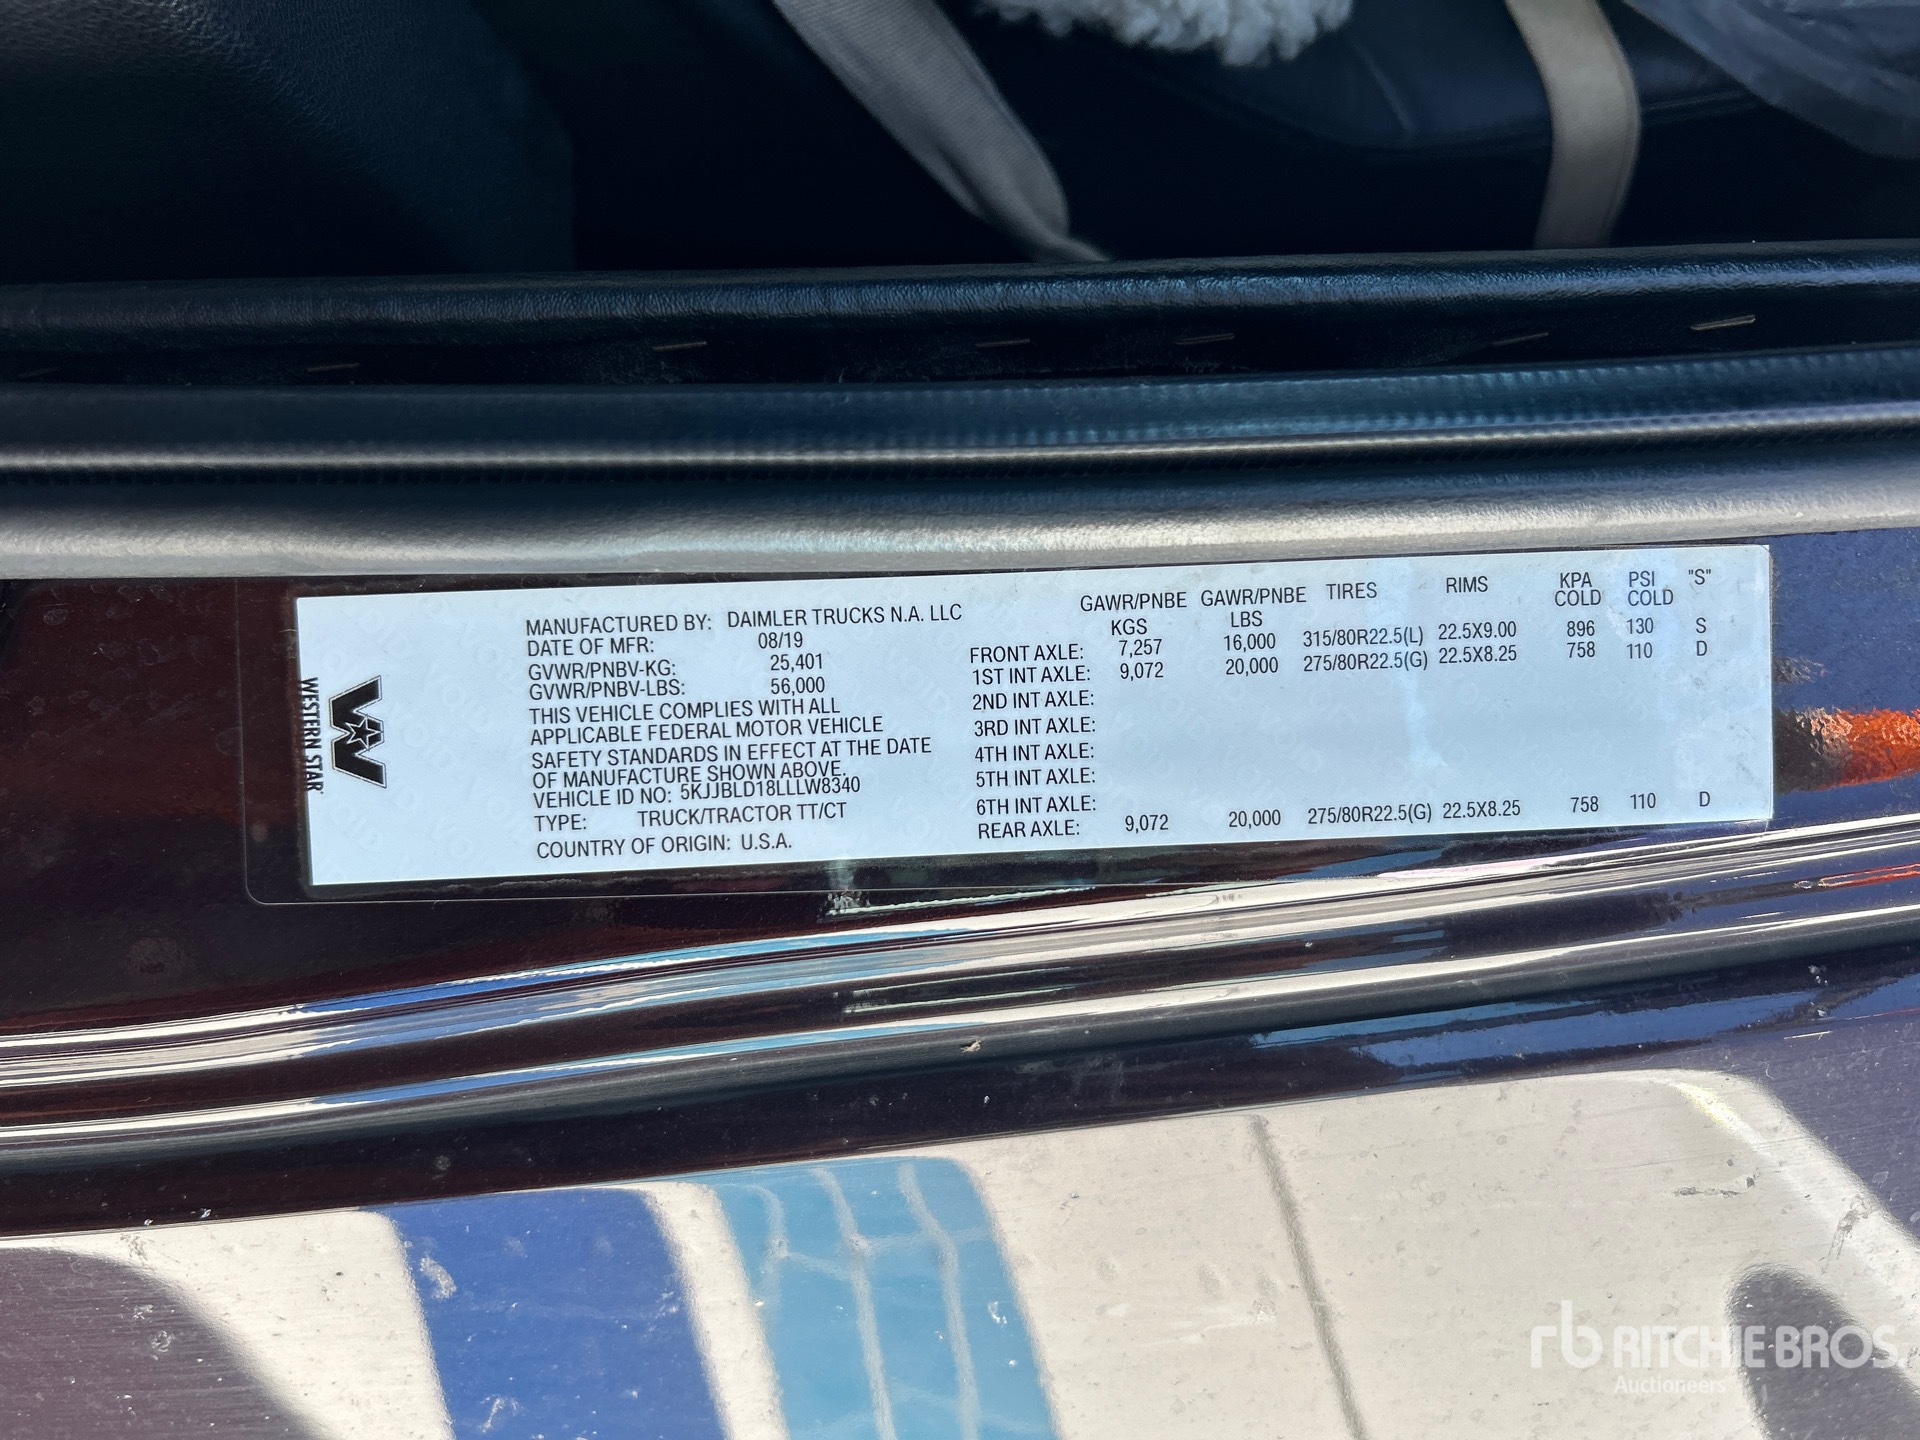 WESTERN STAR
MANUFACTURED BY: DAIMLER TRUCKS N.A. LLC
DATE OF MFR: 08/19
GVWR/PNBV-KG: 25,401
GVWR/PNBV-LBS: 56,000
THIS VEHICLE COMPLIES WITH ALL
APPLICABLE FEDERAL MOTOR VEHICLE
SAFETY STANDARDS IN EFFECT AT THE DATE
OF MANUFACTURE SHOWN ABOVE.
VEHICLE ID NO: 5KJJBLD18LLLW8340
TYPE: TRUCK/TRACTOR TT/CT
COUNTRY OF ORIGIN: U.S.A.
GAWR/PNBE GAWR/PNBE TIRES RIMS KPA PSI "S"
KGS LBS COLD COLD
FRONT AXLE: 7,257 16,000 315/80R22.5(L) 22.5X9.00 896 130 S
1ST INT AXLE: 9,072 20,000 275/80R22.5(G) 22.5X8.25 758 110 D
2ND INT AXLE:
3RD INT AXLE:
4TH INT AXLE:
5TH INT AXLE:
6TH INT AXLE:
REAR AXLE: 9,072 20,000 275/80R22.5(G) 22.5X8.25 758 110 D
rb RITCHIE BROS.
Auctioneers